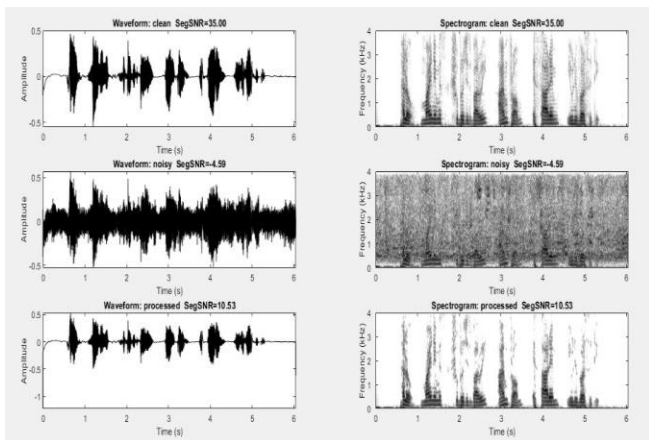 Waveform: clean SegSNR=35.00
0.5
0
-0.5
Amplitude
0 1 2 3 4 5 6
Time (s)
Spectrogram: clean SegSNR=35.00
4
3
2
1
0
Frequency (kHz)
0 1 2 3 4 5 6
Time (s)
Waveform: noisy SegSNR=-4.59
0.5
0
-0.5
Amplitude
0 1 2 3 4 5 6
Time (s)
Spectrogram: noisy SegSNR=-4.59
4
3
2
1
0
Frequency (kHz)
0 1 2 3 4 5 6
Time (s)
Waveform: processed SegSNR=10.53
0.5
0
-0.5
-1
Amplitude
0 1 2 3 4 5 6
Time (s)
Spectrogram: processed SegSNR=10.53
4
3
2
1
0
Frequency (kHz)
0 1 2 3 4 5 6
Time (s)